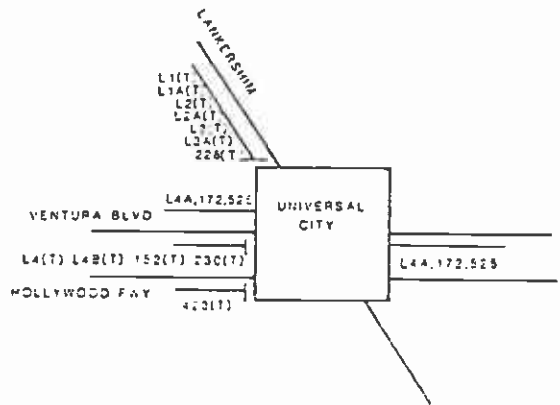 LANKERSHIM
L1(T)
L1A(T)
L2(T)
L2A(T)
L3(T)
L3A(T)
228(T
L4A,172,525
UNIVERSAL
CITY
VENTURA BLVD
L4(T) L4B(T) 152(T) 230(T)
L4A,172,525
HOLLYWOOD FWY
420(T)